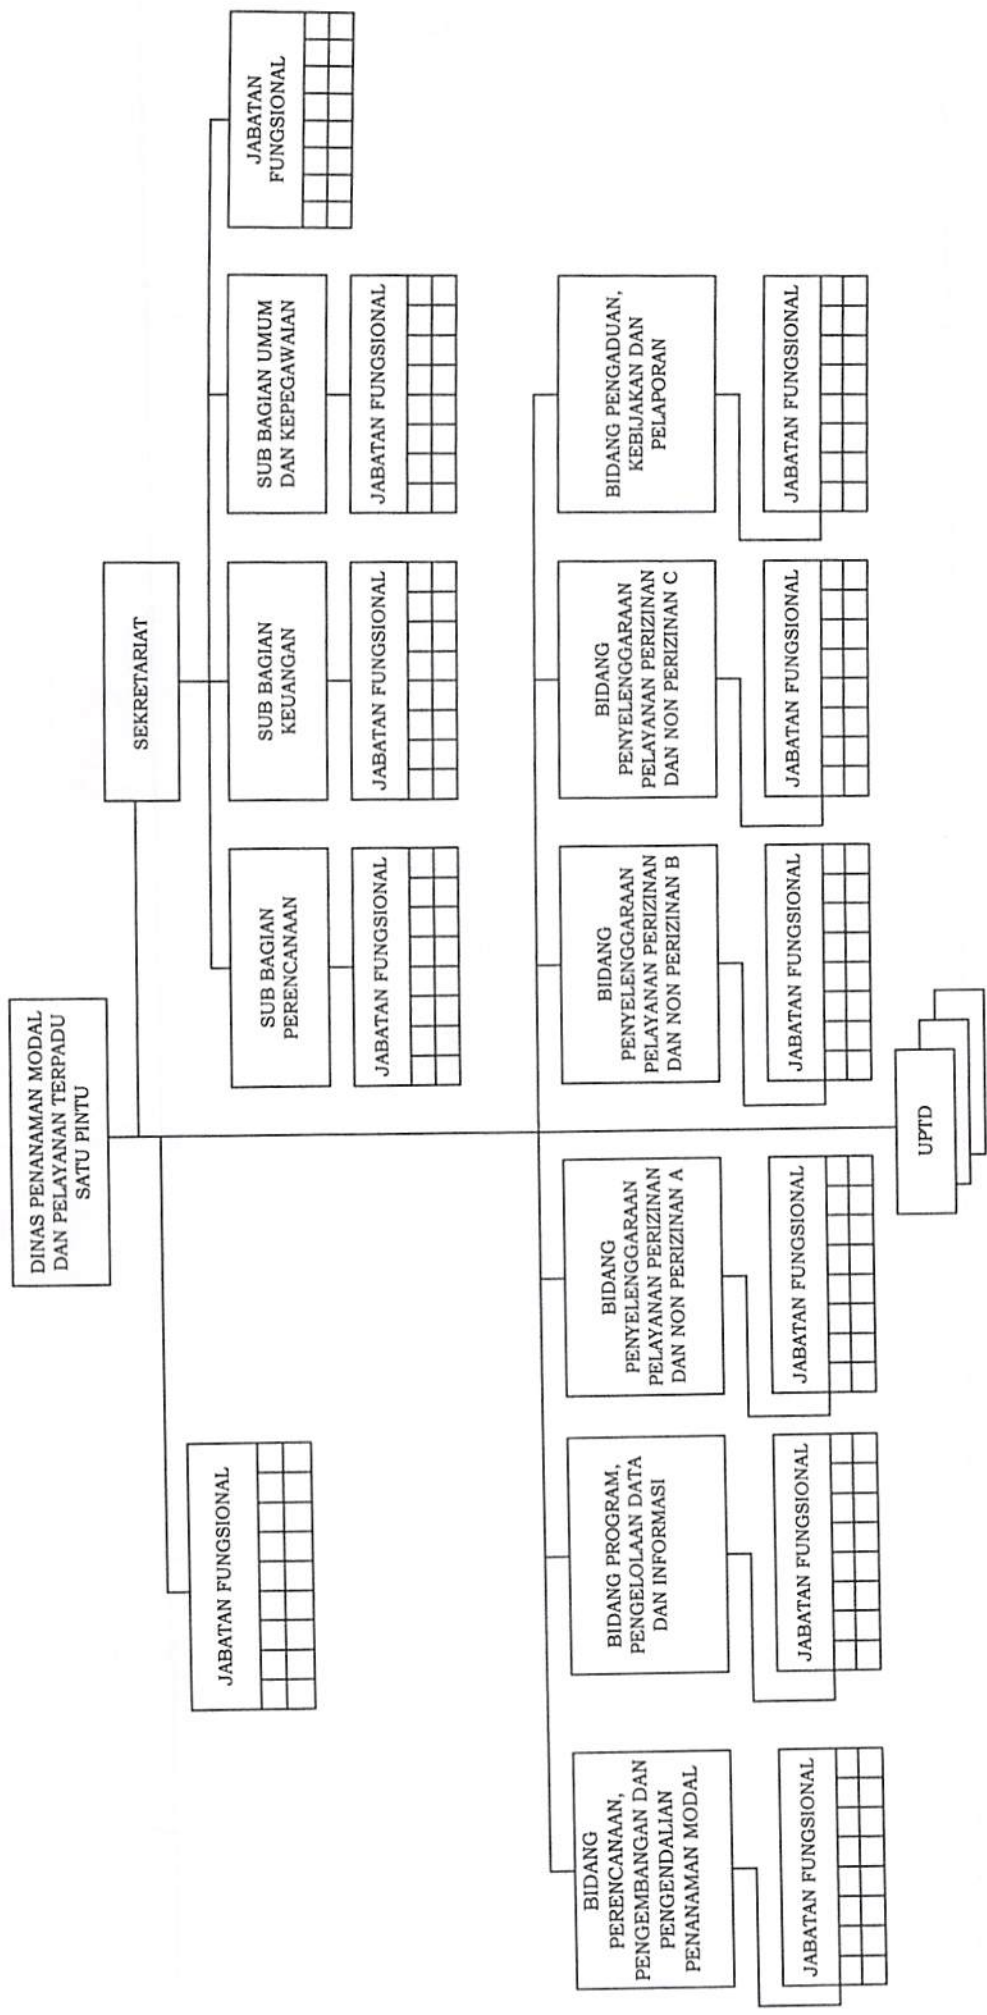 DINAS PENANAMAN MODAL
DAN PELAYANAN TERPADU
SATU PINTU
SEKRETARIAT
JABATAN FUNGSIONAL
SUB BAGIAN
PERENCANAAN
SUB BAGIAN
KEUANGAN
SUB BAGIAN UMUM
DAN KEPEGAWAIAN
JABATAN
FUNGSIONAL
JABATAN FUNGSIONAL
JABATAN FUNGSIONAL
JABATAN FUNGSIONAL
BIDANG
PERENCANAAN,
PENGEMBANGAN DAN
PENGENDALIAN
PENANAMAN MODAL
BIDANG PROGRAM,
PENGELOLAAN DATA
DAN INFORMASI
BIDANG
PENYELENGGARAAN
PELAYANAN PERIZINAN
DAN NON PERIZINAN A
BIDANG
PENYELENGGARAAN
PELAYANAN PERIZINAN
DAN NON PERIZINAN B
BIDANG
PENYELENGGARAAN
PELAYANAN PERIZINAN
DAN NON PERIZINAN C
BIDANG PENGADUAN,
KEBIJAKAN DAN
PELAPORAN
JABATAN FUNGSIONAL
JABATAN FUNGSIONAL
JABATAN FUNGSIONAL
JABATAN FUNGSIONAL
JABATAN FUNGSIONAL
JABATAN FUNGSIONAL
UPTD